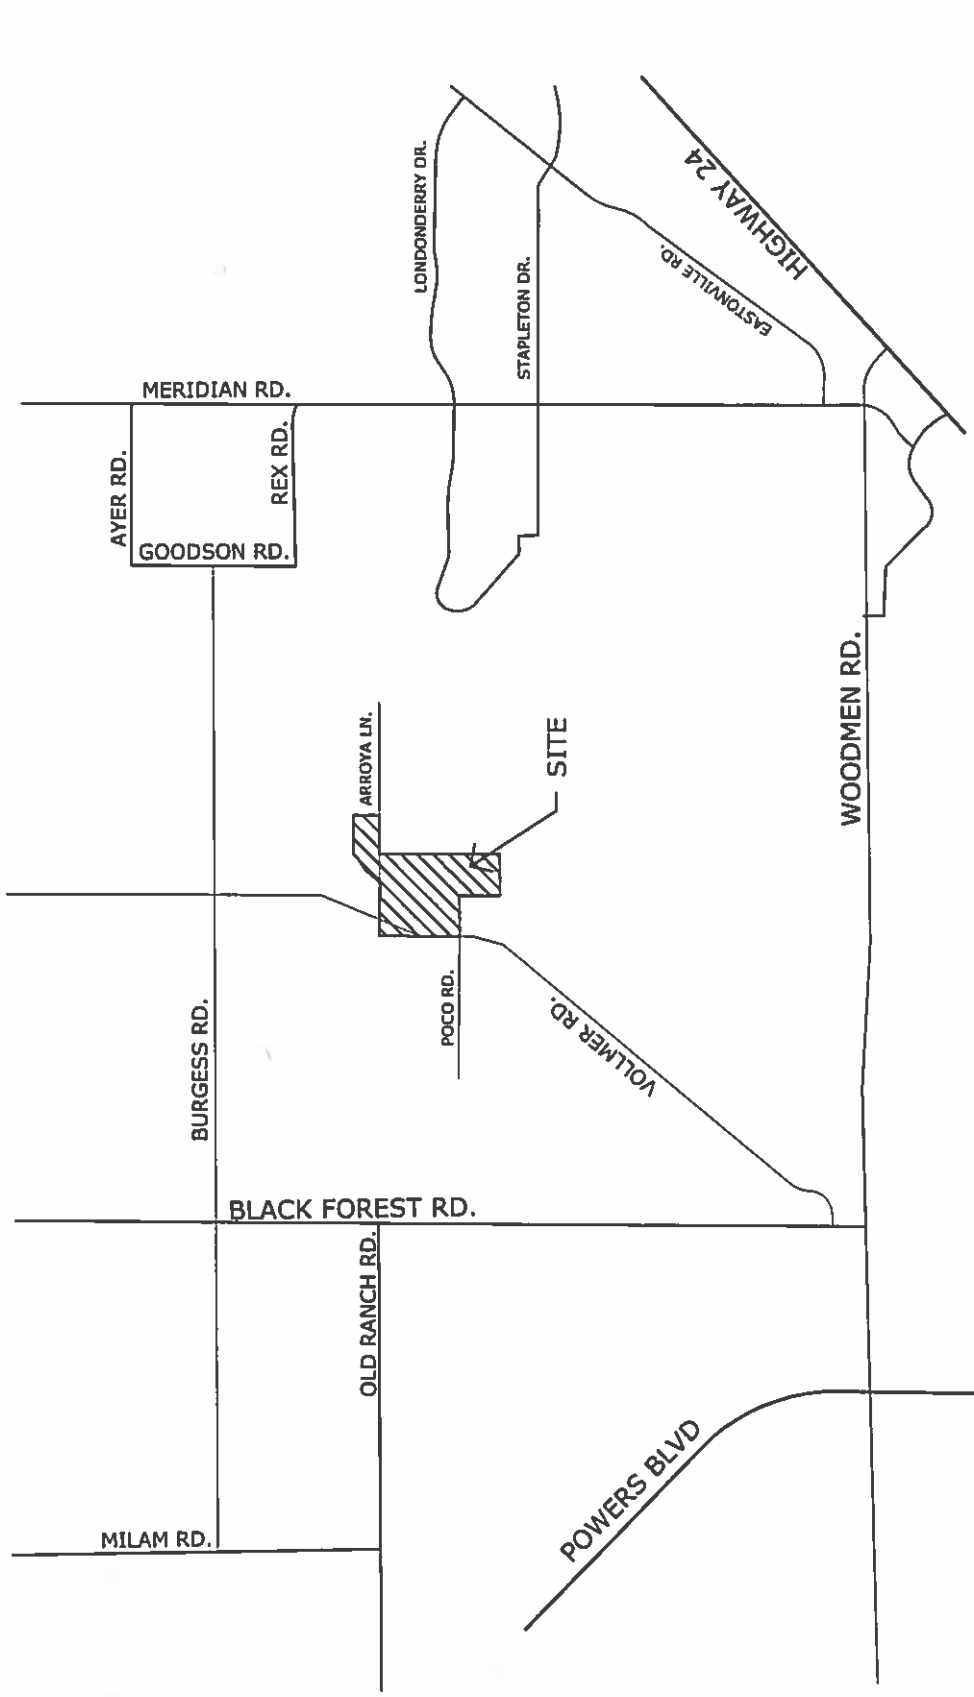 HIGHWAY 24
LONDONDERRY DR.
STAPLETON DR.
EASTONVILLE RD.
MERIDIAN RD.
AYER RD.
REX RD.
GOODSON RD.
WOODMEN RD.
ARROYA LN.
SITE
POCO RD.
VOLLMER RD.
BURGESS RD.
BLACK FOREST RD.
OLD RANCH RD.
POWERS BLVD
MILAM RD.